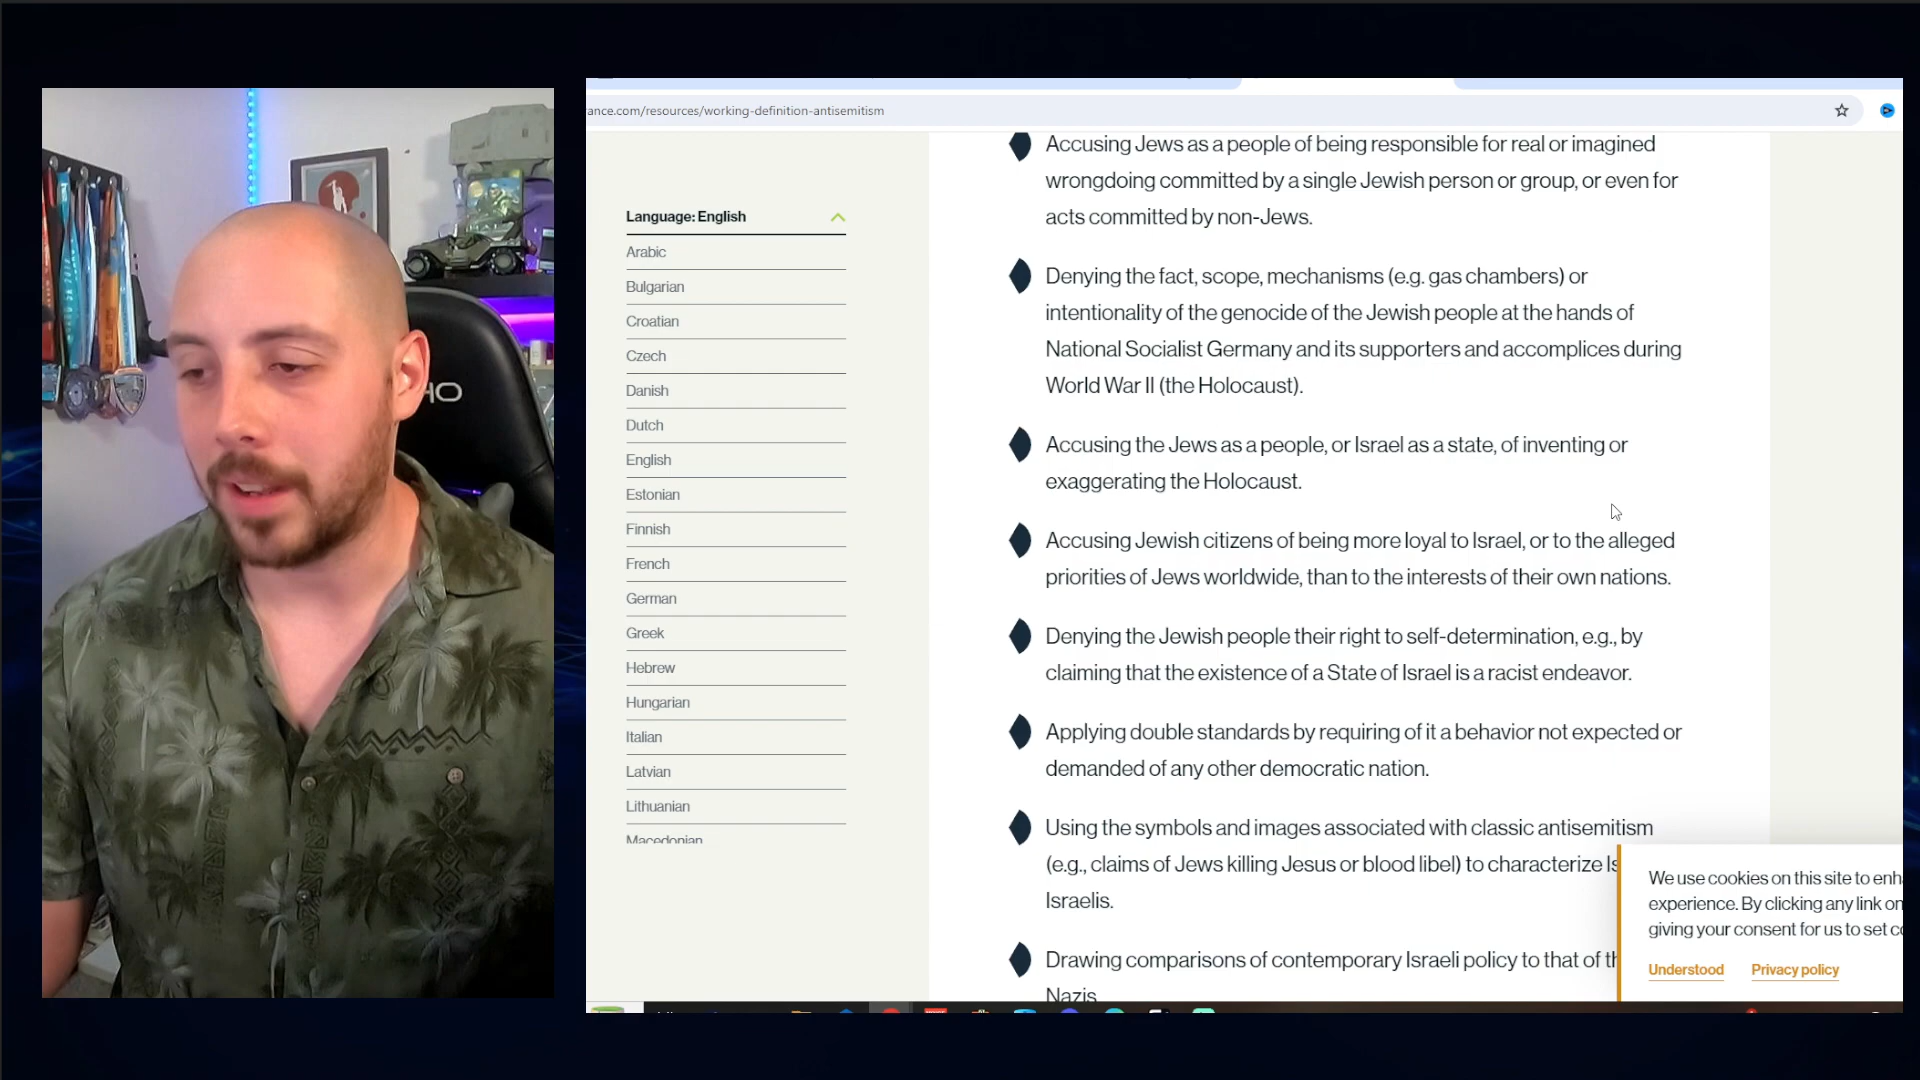 rance.com/resources/working-definition-antisemitism
Language: English
Arabic
Bulgarian
Croatian
Czech
Danish
Dutch
English
Estonian
Finnish
French
German
Greek
Hebrew
Hungarian
Italian
Latvian
Lithuanian
Macedonian
Accusing Jews as a people of being responsible for real or imagined
wrongdoing committed by a single Jewish person or group, or even for
acts committed by non-Jews.
Denying the fact, scope, mechanisms (e.g. gas chambers) or
intentionality of the genocide of the Jewish people at the hands of
National Socialist Germany and its supporters and accomplices during
World War II (the Holocaust).
Accusing the Jews as a people, or Israel as a state, of inventing or
exaggerating the Holocaust.
Accusing Jewish citizens of being more loyal to Israel, or to the alleged
priorities of Jews worldwide, than to the interests of their own nations.
Denying the Jewish people their right to self-determination, e.g., by
claiming that the existence of a State of Israel is a racist endeavor.
Applying double standards by requiring of it a behavior not expected or
demanded of any other democratic nation.
Using the symbols and images associated with classic antisemitism
(e.g., claims of Jews killing Jesus or blood libel) to characterize Is
Israelis.
Drawing comparisons of contemporary Israeli policy to that of th
Nazis
We use cookies on this site to enh
experience. By clicking any link on
giving your consent for us to set co
Understood Privacy policy